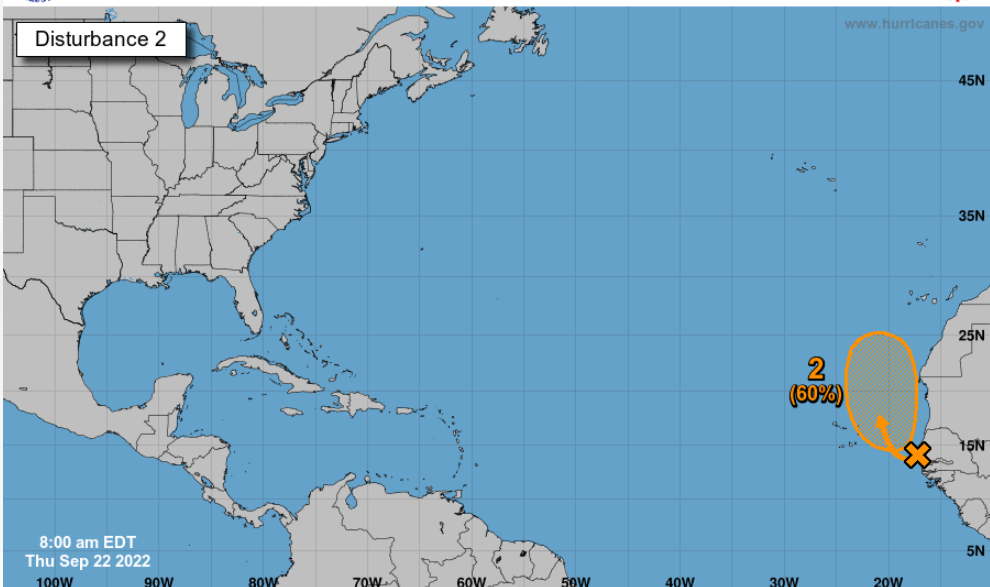 www.hurricanes.gov
Disturbance 2
45N
35N
25N
2
(60%)
15N
8:00 am EDT
Thu Sep 22 2022
5N
100W 90W 80W 70W 60W 50W 40W 30W 20W